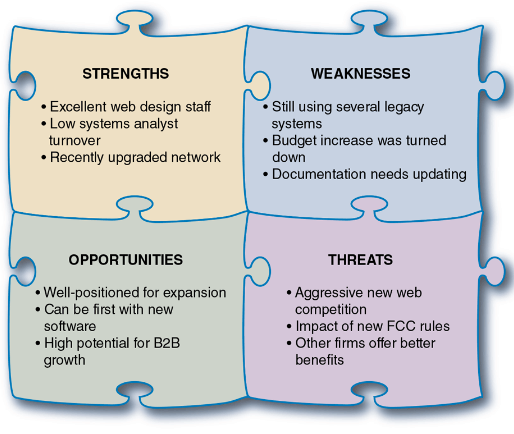 STRENGTHS
• Excellent web design staff
• Low systems analyst
turnover
• Recently upgraded network
WEAKNESSES
• Still using several legacy
systems
• Budget increase was turned
down
• Documentation needs updating
OPPORTUNITIES
• Well-positioned for expansion
• Can be first with new
software
• High potential for B2B
growth
THREATS
• Aggressive new web
competition
• Impact of new FCC rules
• Other firms offer better
benefits